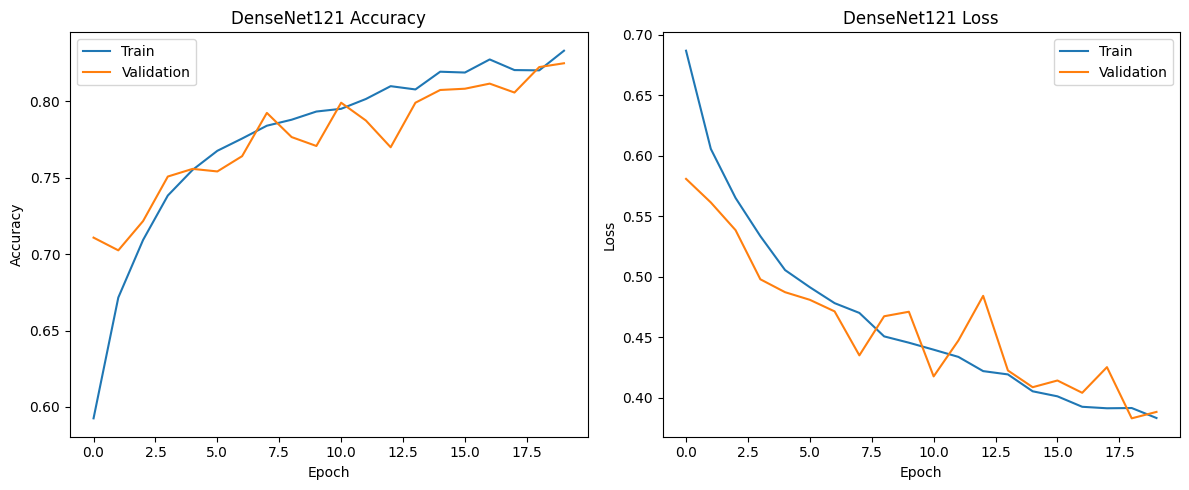 DenseNet121 Accuracy
Train
Validation
Accuracy
0.80
0.75
0.70
0.65
0.60
0.0 2.5 5.0 7.5 10.0 12.5 15.0 17.5
Epoch
DenseNet121 Loss
Train
Validation
Loss
0.70
0.65
0.60
0.55
0.50
0.45
0.40
0.0 2.5 5.0 7.5 10.0 12.5 15.0 17.5
Epoch